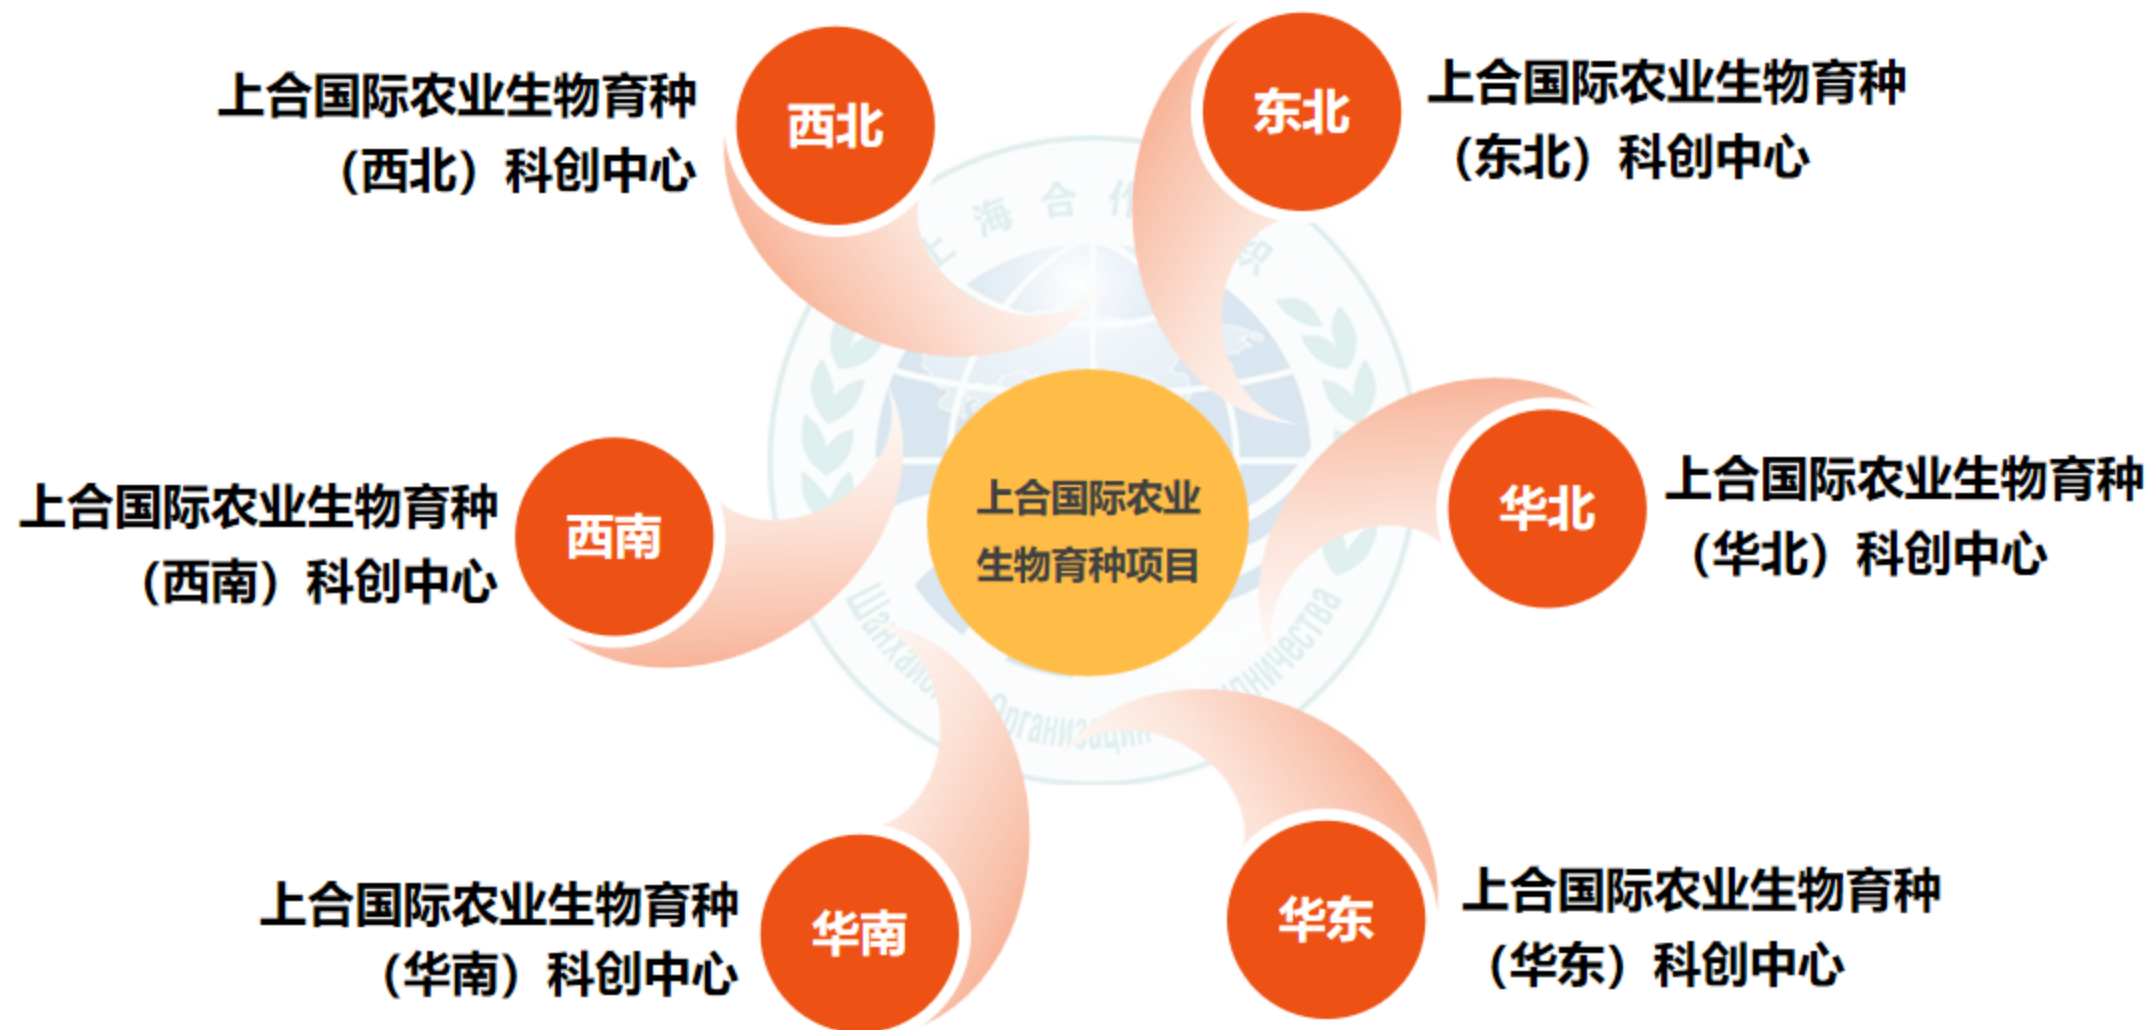 上合国际农业生物育种
（西北）科创中心
西北
东北
上合国际农业生物育种
（东北）科创中心
上合国际农业生物育种
（西南）科创中心
西南
上合国际农业
生物育种项目
华北
上合国际农业生物育种
（华北）科创中心
上合国际农业生物育种
（华南）科创中心
华南
华东
上合国际农业生物育种
（华东）科创中心
上海合作 织
Организации